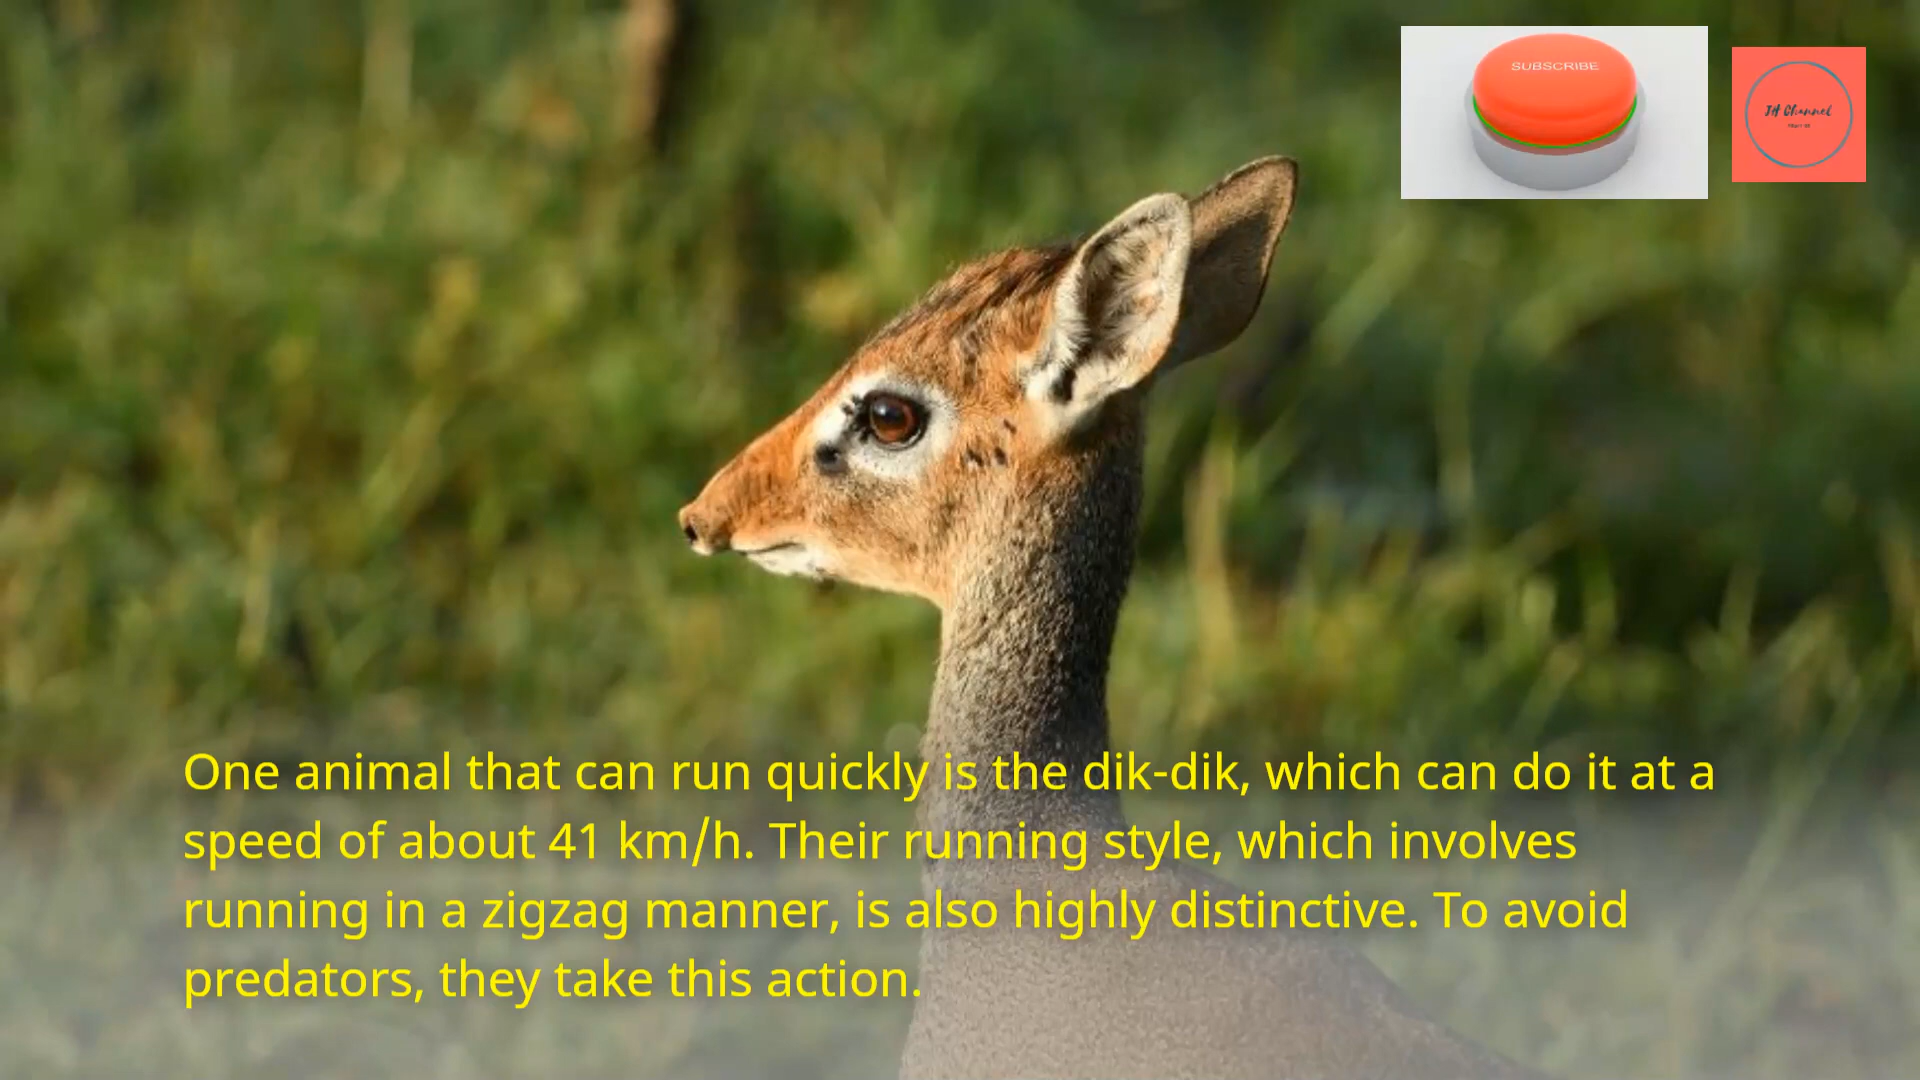 SUBSCRIBE
JH Channel
One animal that can run quickly is the dik-dik, which can do it at a
speed of about 41 km/h. Their running style, which involves
running in a zigzag manner, is also highly distinctive. To avoid
predators, they take this action.